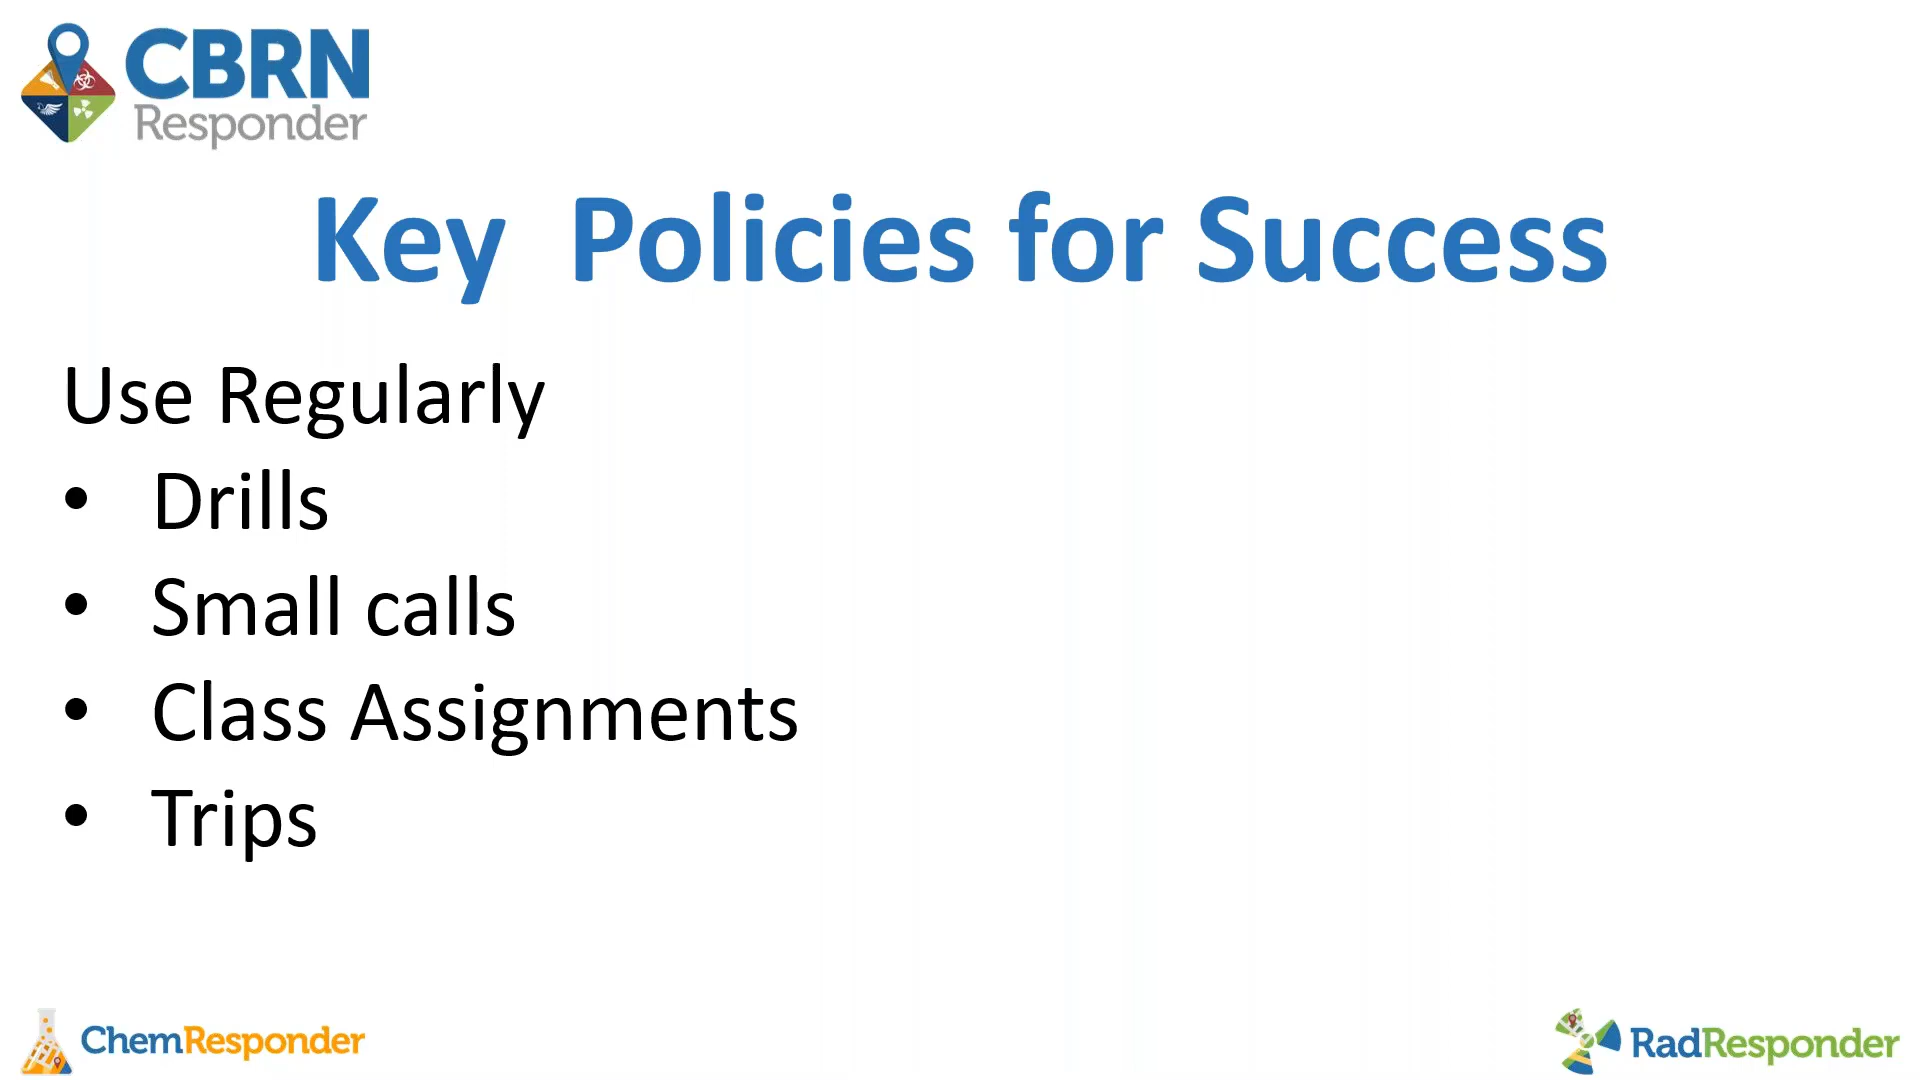 CBRN
Responder
Key Policies for Success
Use Regularly
• Drills
• Small calls
• Class Assignments
• Trips
ChemResponder
RadResponder